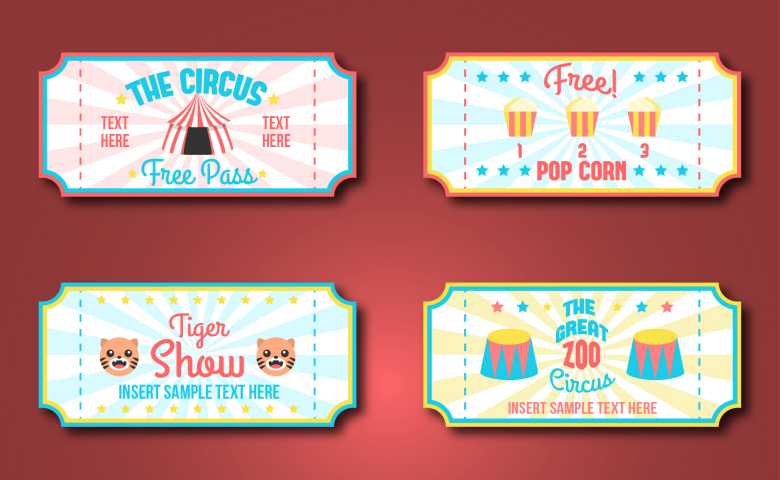 THE CIRCUS
TEXT
HERE
TEXT
HERE
Free Pass
Free!
1 2 3
POP CORN
Tiger
Show
INSERT SAMPLE TEXT HERE
THE
GREAT
ZOO
Circus
INSERT SAMPLE TEXT HERE